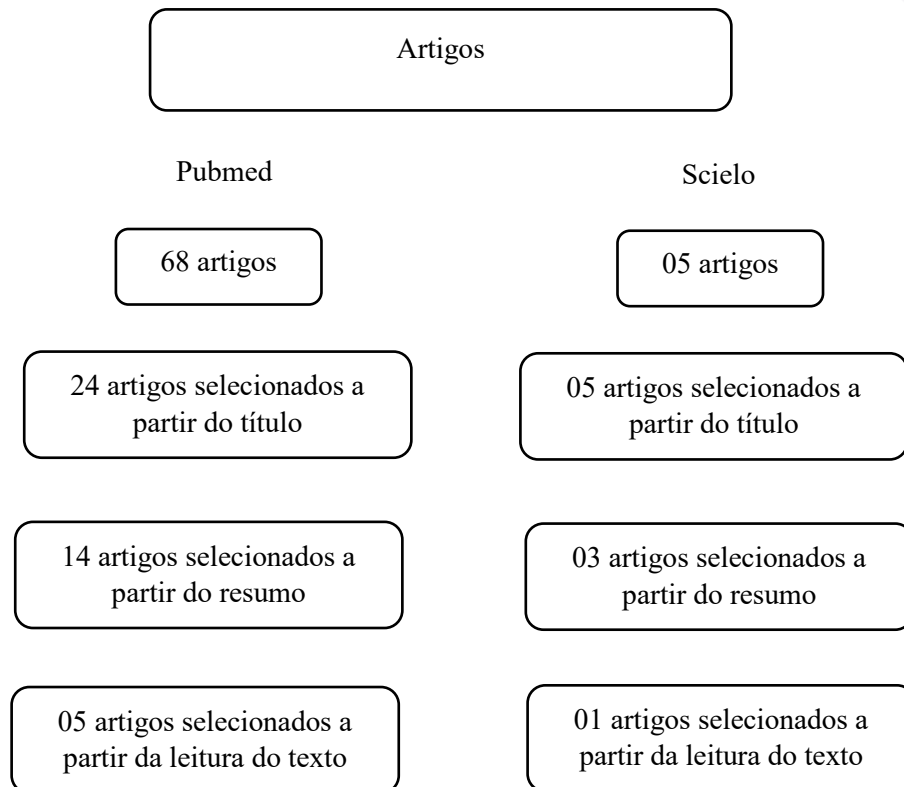 Artigos
Pubmed
Scielo
68 artigos
05 artigos
24 artigos selecionados a
partir do título
05 artigos selecionados a
partir do título
14 artigos selecionados a
partir do resumo
03 artigos selecionados a
partir do resumo
05 artigos selecionados a
partir da leitura do texto
01 artigos selecionados a
partir da leitura do texto